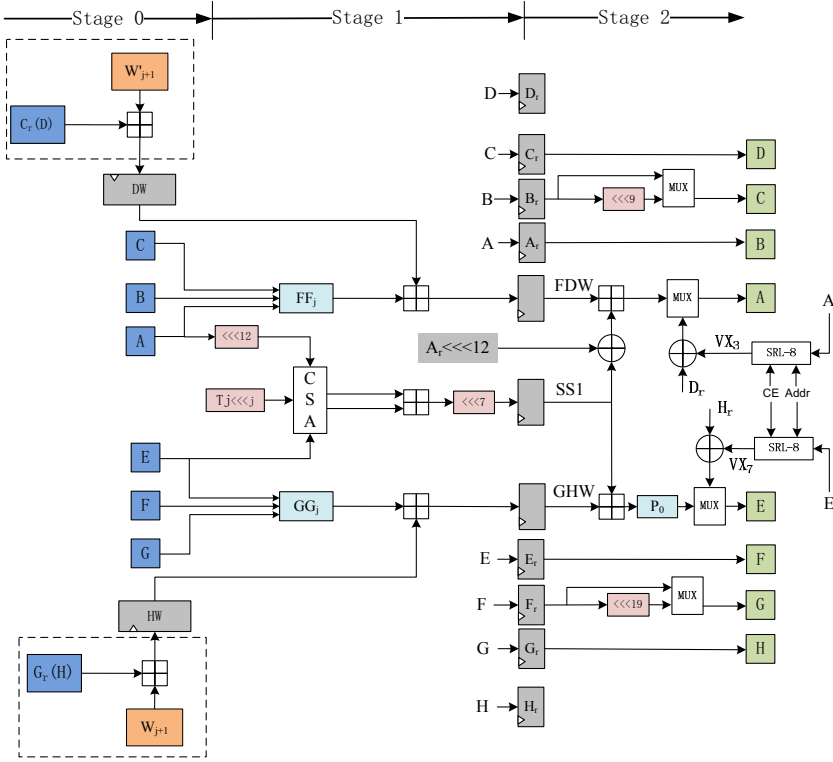 Stage 0 Stage 1 Stage 2
W'j+1
Cr(D)
DW
D Dr
C Cr D
B Br <<<9 MUX C
A Ar B
C
B FFj FDW MUX A
A <<<12
A
Ar<<<12 VX3 SRL-8
Dr
CE Addr
Tj<<<j CSA <<<7 SS1
Hr
E VX7 SRL-8
F GGj GHW P0 MUX E
E
G
E Er F
F Fr <<<19 MUX G
HW
G Gr H
Gr(H)
H Hr
Wj+1